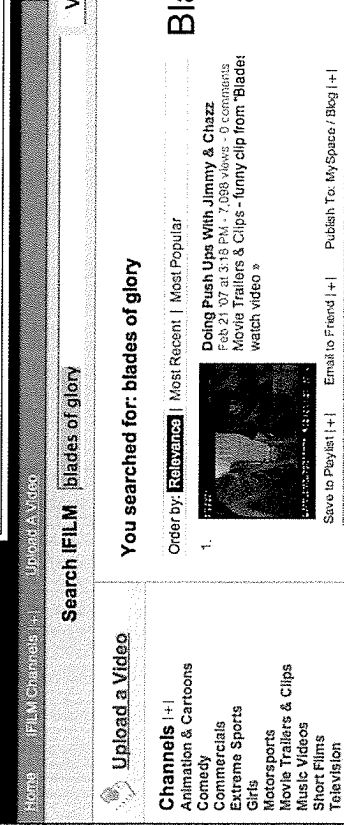 Home IFILM Channels [+] Upload A Video
Search IFILM blades of glory
Upload a Video
Channels [+]
Animation & Cartoons
Comedy
Commercials
Extreme Sports
Girls
Motorsports
Movie Trailers & Clips
Music Videos
Short Films
Television
You searched for: blades of glory
Order by: Relevance | Most Recent | Most Popular
1.
Doing Push Ups With Jimmy & Chazz
Feb 21 '07 at 3:18 PM - 7,098 views - 0 comments
Movie Trailers & Clips - funny clip from "Blades
watch video »
Save to Playlist [+] Email to Friend [+] Publish To: MySpace / Blog [+]
Bla